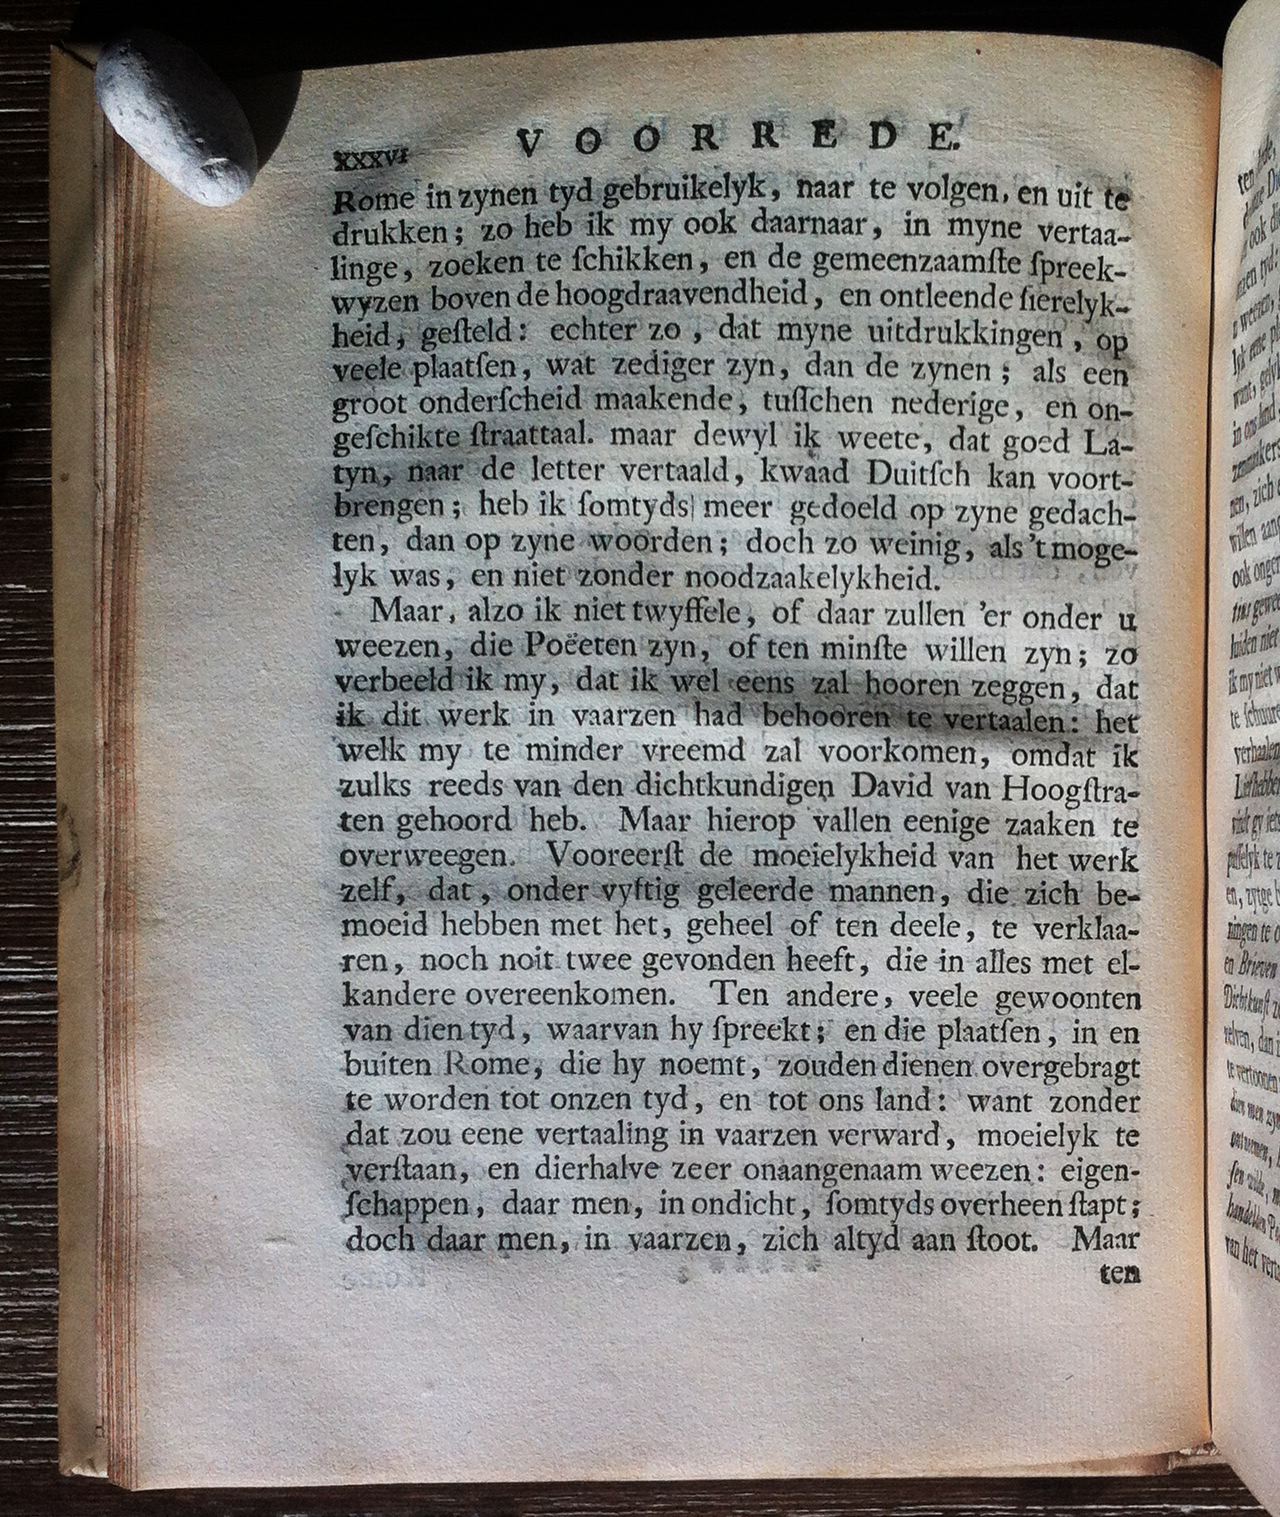 XXXVI VOORREDE.
Rome in zynen tyd gebruikelyk, naar te volgen, en uit te
drukken; zo heb ik my ook daarnaar, in myne vertaa-
linge, zoeken te ſchikken, en de gemeenzaamſte ſpreek-
wyzen boven de hoogdraavendheid, en ontleende ſierelyk-
heid, geſteld: echter zo, dat myne uitdrukkingen, op
veele plaatſen, wat zediger zyn, dan de zynen; als een
groot onderſcheid maakende, tuſſchen nederige, en on-
geſchikte ſtraattaal. maar dewyl ik weete, dat goed La-
tyn, naar de letter vertaald, kwaad Duitſch kan voort-
brengen; heb ik ſomtyds meer gedoeld op zyne gedach-
ten, dan op zyne woorden; doch zo weinig, als 't moge-
lyk was, en niet zonder noodzaakelykheid.
Maar, alzo ik niet twyffele, of daar zullen 'er onder u
weezen, die Poëeten zyn, of ten minſte willen zyn; zo
verbeeld ik my, dat ik wel eens zal hooren zeggen, dat
ik dit werk in vaarzen had behooren te vertaalen: het
welk my te minder vreemd zal voorkomen, omdat ik
zulks reeds van den dichtkundigen David van Hoogſtra-
ten gehoord heb. Maar hierop vallen eenige zaaken te
overweegen. Vooreerſt de moeielykheid van het werk
zelf, dat, onder vyftig geleerde mannen, die zich be-
moeid hebben met het, geheel of ten deele, te verklaa-
ren, noch noit twee gevonden heeft, die in alles met el-
kandere overeenkomen. Ten andere, veele gewoonten
van dien tyd, waarvan hy ſpreekt; en die plaatſen, in en
buiten Rome, die hy noemt, zouden dienen overgebragt
te worden tot onzen tyd, en tot ons land: want zonder
dat zou eene vertaaling in vaarzen verward, moeielyk te
verſtaan, en dierhalve zeer onaangenaam weezen: eigen-
ſchappen, daar men, in ondicht, ſomtyds overheen ſtapt;
doch daar men, in vaarzen, zich altyd aan ſtoot. Maar
ten